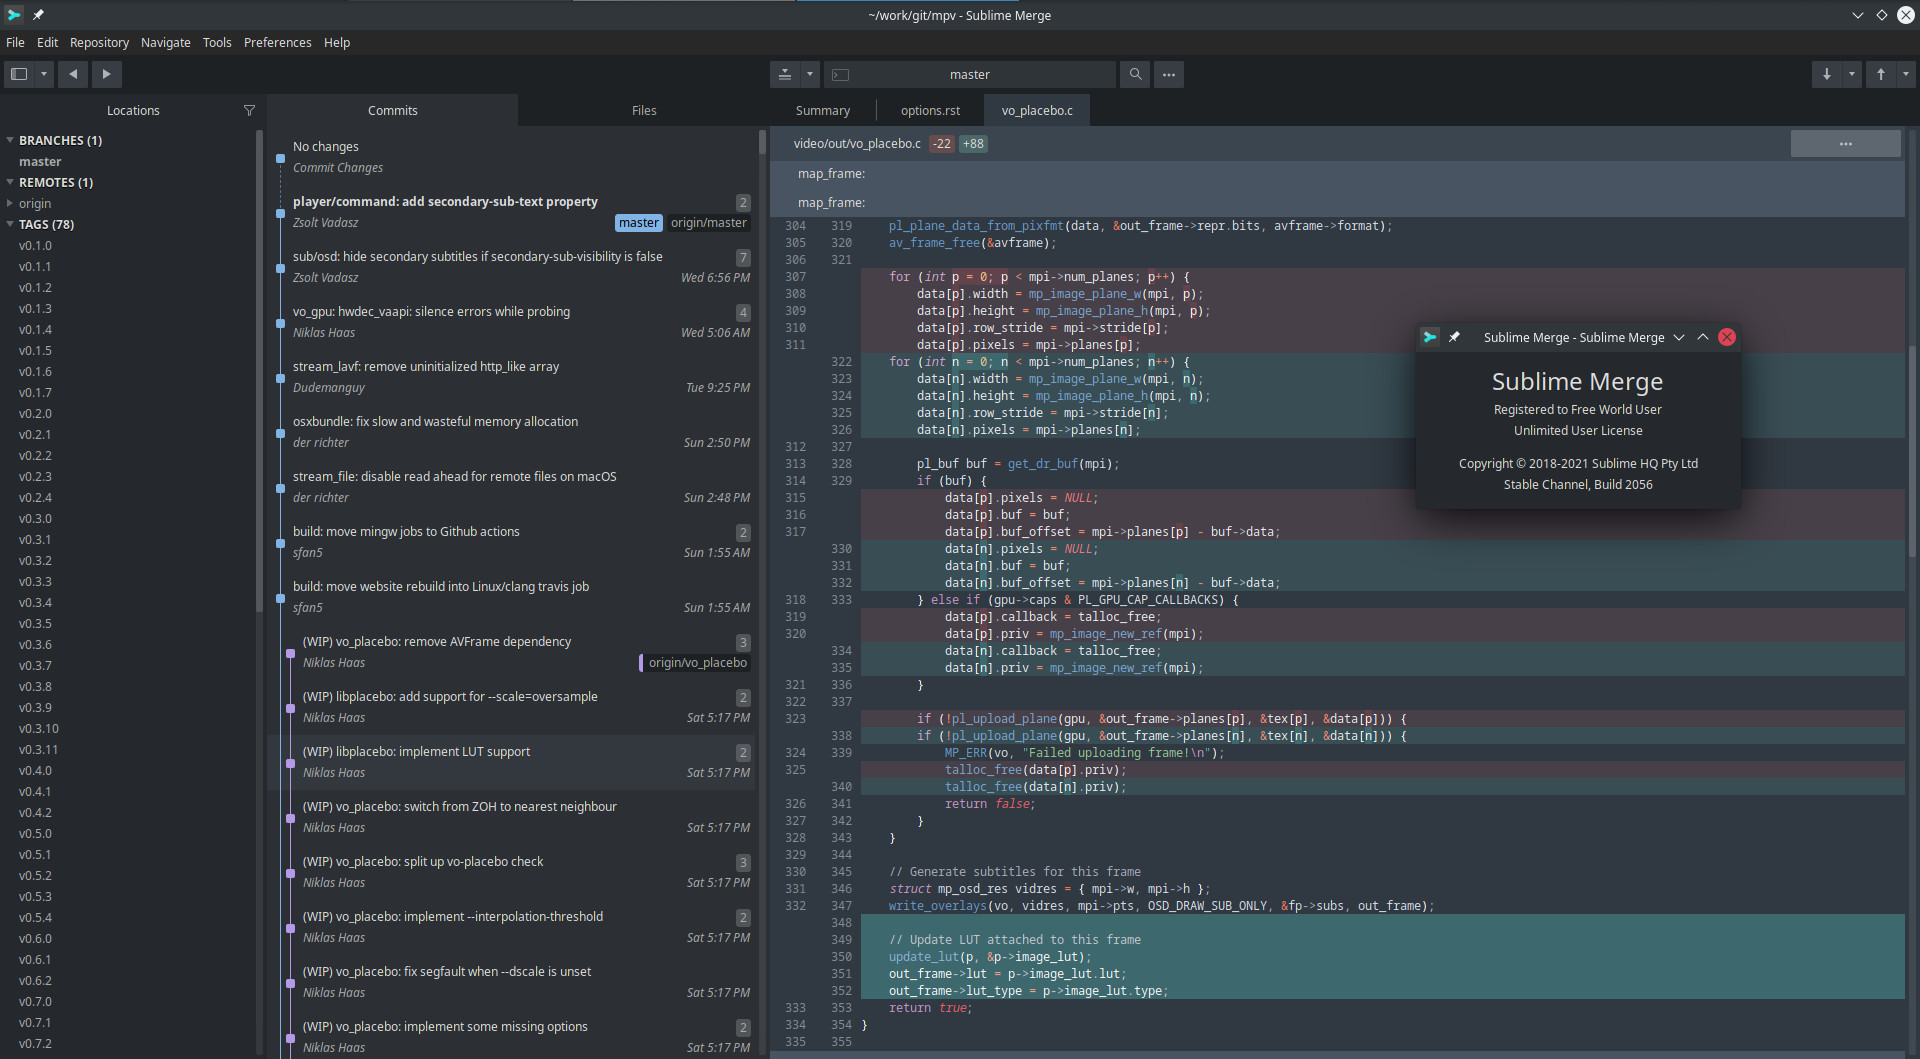 ~/work/git/mpv - Sublime Merge
File Edit Repository Navigate Tools Preferences Help
master
Locations
BRANCHES (1)
master
REMOTES (1)
origin
TAGS (78)
v0.1.0
v0.1.1
v0.1.2
v0.1.3
v0.1.4
v0.1.5
v0.1.6
v0.1.7
v0.2.0
v0.2.1
v0.2.2
v0.2.3
v0.2.4
v0.3.0
v0.3.1
v0.3.2
v0.3.3
v0.3.4
v0.3.5
v0.3.6
v0.3.7
v0.3.8
v0.3.9
v0.3.10
v0.3.11
v0.4.0
v0.4.1
v0.4.2
v0.5.0
v0.5.1
v0.5.2
v0.5.3
v0.5.4
v0.6.0
v0.6.1
v0.6.2
v0.7.0
v0.7.1
v0.7.2
Commits Files
No changes
Commit Changes
player/command: add secondary-sub-text property 2
Zsolt Vadasz master origin/master
sub/osd: hide secondary subtitles if secondary-sub-visibility is false 7
Zsolt Vadasz Wed 6:56 PM
vo_gpu: hwdec_vaapi: silence errors while probing 4
Niklas Haas Wed 5:06 AM
stream_lavf: remove uninitialized http_like array
Dudemanguy Tue 9:25 PM
osxbundle: fix slow and wasteful memory allocation
der richter Sun 2:50 PM
stream_file: disable read ahead for remote files on macOS
der richter Sun 2:48 PM
build: move mingw jobs to Github actions 2
sfan5 Sun 1:55 AM
build: move website rebuild into Linux/clang travis job
sfan5 Sun 1:55 AM
(WIP) vo_placebo: remove AVFrame dependency 3
Niklas Haas origin/vo_placebo
(WIP) libplacebo: add support for --scale=oversample 2
Niklas Haas Sat 5:17 PM
(WIP) libplacebo: implement LUT support 2
Niklas Haas Sat 5:17 PM
(WIP) vo_placebo: switch from ZOH to nearest neighbour
Niklas Haas Sat 5:17 PM
(WIP) vo_placebo: split up vo-placebo check 3
Niklas Haas Sat 5:17 PM
(WIP) vo_placebo: implement --interpolation-threshold 2
Niklas Haas Sat 5:17 PM
(WIP) vo_placebo: fix segfault when --dscale is unset
Niklas Haas Sat 5:17 PM
(WIP) vo_placebo: implement some missing options 2
Niklas Haas Sat 5:17 PM
Summary options.rst vo_placebo.c
video/out/vo_placebo.c -22 +88
map_frame:
map_frame:
304 319 pl_plane_data_from_pixfmt(data, &out_frame->repr.bits, avframe->format);
305 320 av_frame_free(&avframe);
306 321
307 for (int p = 0; p < mpi->num_planes; p++) {
308 data[p].width = mp_image_plane_w(mpi, p);
309 data[p].height = mp_image_plane_h(mpi, p);
310 data[p].row_stride = mpi->stride[p];
311 data[p].pixels = mpi->planes[p];
322 for (int n = 0; n < mpi->num_planes; n++) {
323 data[n].width = mp_image_plane_w(mpi, n);
324 data[n].height = mp_image_plane_h(mpi, n);
325 data[n].row_stride = mpi->stride[n];
326 data[n].pixels = mpi->planes[n];
312 327
313 328 pl_buf buf = get_dr_buf(mpi);
314 329 if (buf) {
315 data[p].pixels = NULL;
316 data[p].buf = buf;
317 data[p].buf_offset = mpi->planes[p] - buf->data;
330 data[n].pixels = NULL;
331 data[n].buf = buf;
332 data[n].buf_offset = mpi->planes[n] - buf->data;
318 333 } else if (gpu->caps & PL_GPU_CAP_CALLBACKS) {
319 data[p].callback = talloc_free;
320 data[p].priv = mp_image_new_ref(mpi);
334 data[n].callback = talloc_free;
335 data[n].priv = mp_image_new_ref(mpi);
321 336 }
322 337
323 if (!pl_upload_plane(gpu, &out_frame->planes[p], &tex[p], &data[p])) {
338 if (!pl_upload_plane(gpu, &out_frame->planes[n], &tex[n], &data[n])) {
324 339 MP_ERR(vo, "Failed uploading frame!\n");
325 talloc_free(data[p].priv);
340 talloc_free(data[n].priv);
326 341 return false;
327 342 }
328 343 }
329 344
330 345 // Generate subtitles for this frame
331 346 struct mp_osd_res vidres = { mpi->w, mpi->h };
332 347 write_overlays(vo, vidres, mpi->pts, OSD_DRAW_SUB_ONLY, &fp->subs, out_frame);
348
349 // Update LUT attached to this frame
350 update_lut(p, &p->image_lut);
351 out_frame->lut = p->image_lut.lut;
352 out_frame->lut_type = p->image_lut.type;
333 353 return true;
334 354 }
335 355
Sublime Merge - Sublime Merge
Sublime Merge
Registered to Free World User
Unlimited User License
Copyright © 2018-2021 Sublime HQ Pty Ltd
Stable Channel, Build 2056